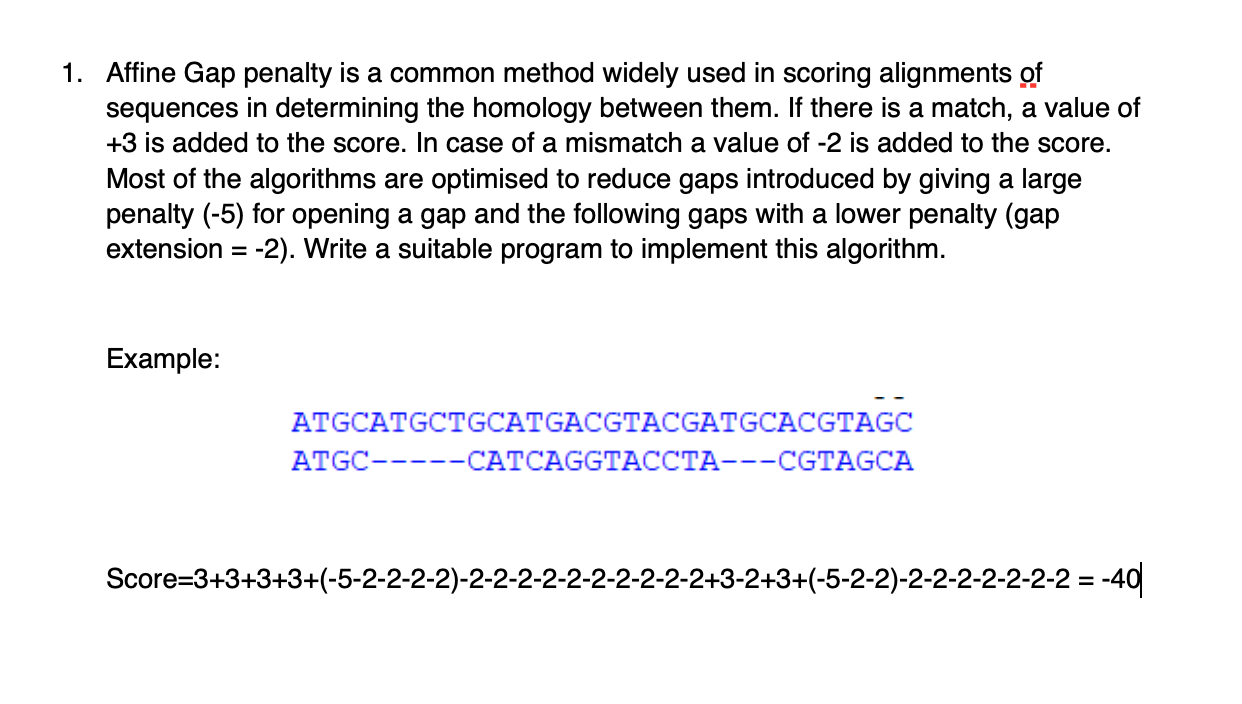 1. Affine Gap penalty is a common method widely used in scoring alignments of
sequences in determining the homology between them. If there is a match, a value of
+3 is added to the score. In case of a mismatch a value of -2 is added to the score.
Most of the algorithms are optimised to reduce gaps introduced by giving a large
penalty (-5) for opening a gap and the following gaps with a lower penalty (gap
extension = -2). Write a suitable program to implement this algorithm.
Example:
ATGCATGCTGCATGACGTACGATGCACGTAGC
ATGC-----CATCAGGTACCTA---CGTAGCA
Score=3+3+3+3+(-5-2-2-2-2)-2-2-2-2-2-2-2-2-2-2+3-2+3+(-5-2-2)-2-2-2-2-2-2-2 = -40